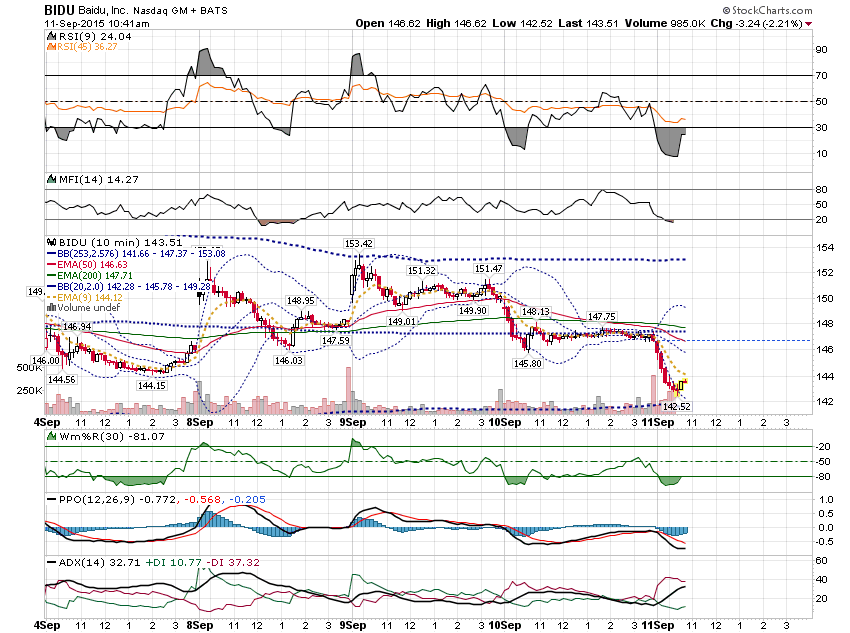 BIDU Baidu, Inc. Nasdaq GM + BATS
© StockCharts.com
11-Sep-2015 10:41am
Open 146.62 High 146.62 Low 142.52 Last 143.51 Volume 985.0K Chg -3.24 (-2.21%)
RSI(9) 24.04
RSI(45) 36.27
90
70
50
30
10
MFI(14) 14.27
80
50
20
BIDU (10 min) 143.51
BB(253,2.576) 141.66 - 147.37 - 153.08
EMA(50) 146.63
EMA(200) 147.71
BB(20,2.0) 142.28 - 145.78 - 149.28
EMA(9) 144.12
Volume undef
153.42
151.32
151.47
149.
148.95
149.01
149.90
148.13
147.75
146.94
147.59
146.00
146.03
145.80
144.56
144.15
142.52
154
152
150
148
146
144
142
500K
250K
4Sep 11 12 1 2 3 8Sep 11 12 1 2 3 9Sep 11 12 1 2 3 10Sep 11 12 1 2 3 11Sep 11 12 1 2 3
Wm%R(30) -81.07
-20
-50
-80
PPO(12,26,9) -0.772, -0.568, -0.205
1.0
0.5
0.0
-0.5
ADX(14) 32.71 +DI 10.77 -DI 37.32
60
40
20
4Sep 11 12 1 2 3 8Sep 11 12 1 2 3 9Sep 11 12 1 2 3 10Sep 11 12 1 2 3 11Sep 11 12 1 2 3